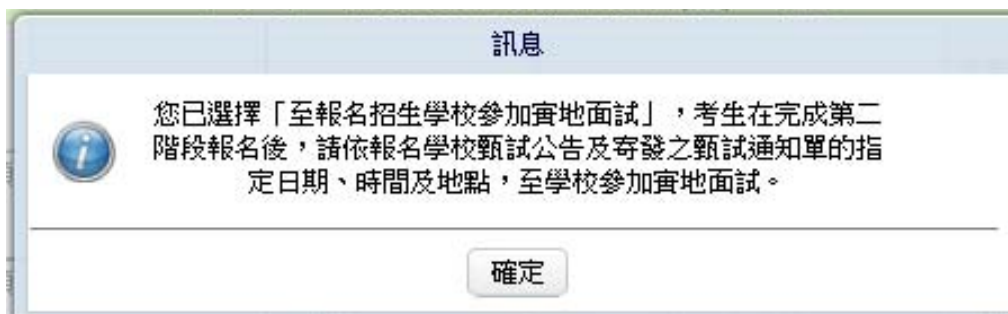 訊息
您已選擇「至報名招生學校參加實地面試」，考生在完成第二
階段報名後，請依報名學校甄試公告及寄發之甄試通知單的指
定日期、時間及地點，至學校參加實地面試。
確定